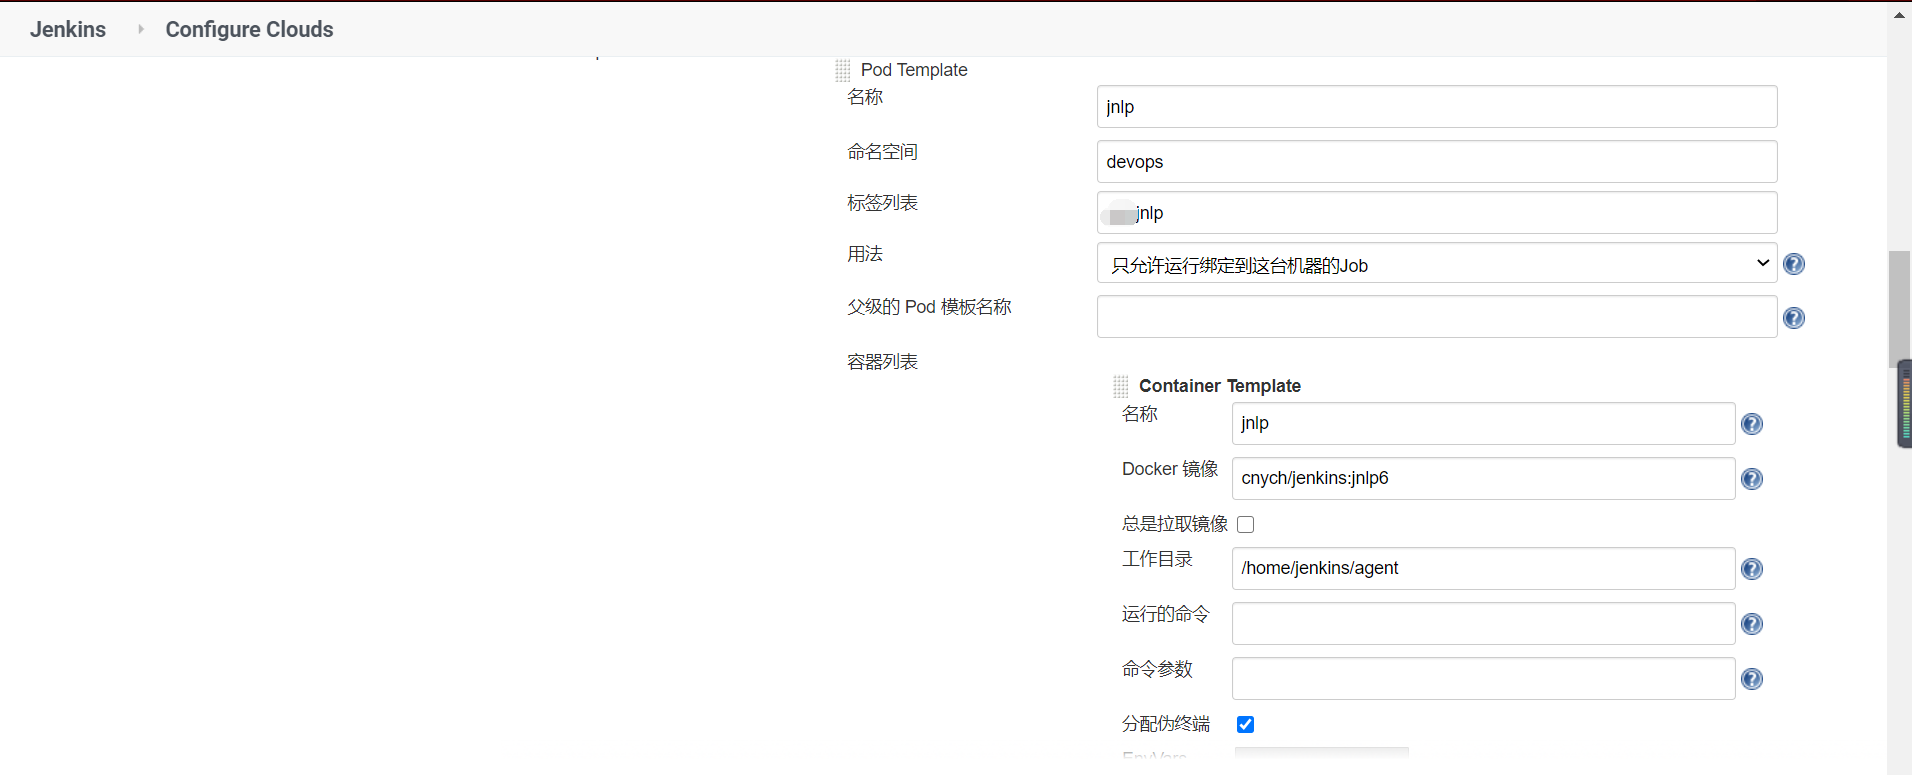 Jenkins
Configure Clouds
Pod Template
名称
jnlp
命名空间
devops
标签列表
jnlp
用法
只允许运行绑定到这台机器的Job
父级的 Pod 模板名称
容器列表
Container Template
名称
jnlp
Docker 镜像
cnych/jenkins:jnlp6
总是拉取镜像
工作目录
/home/jenkins/agent
运行的命令
命令参数
分配伪终端
EnvVars